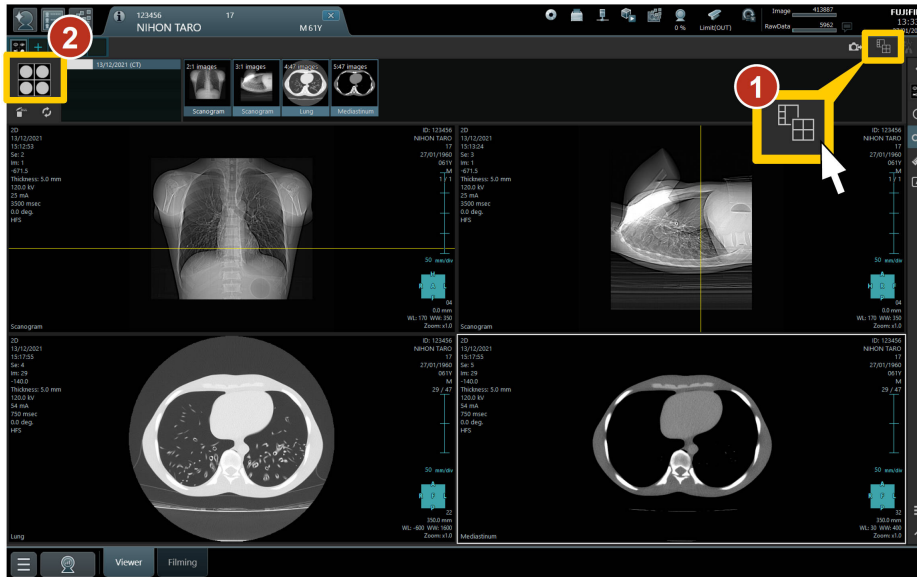 123456 17
NIHON TARO M 61Y
0 %
Limit(OUT)
Image 413887
RawData 5962
FUJIFI
13:3
2
1
13/12/2021 (CT)
2:1 images
Scanogram
3:1 images
Scanogram
4:47 images
Lung
5:47 images
Mediastinum
2D
13/12/2021
15:12:53
Se: 2
Im: 1
-671.5
Thickness: 5.0 mm
120.0 kV
25 mA
3500 msec
0.0 deg.
HFS
ID: 123456
NIHON TARO
17
27/01/1960
061Y
M
1 / 1
50 mm/div
04
0.0 mm
WL: 170 WW: 350
Zoom: x1.0
Scanogram
2D
13/12/2021
15:13:24
Se: 3
Im: 1
-671.5
Thickness: 5.0 mm
120.0 kV
25 mA
3500 msec
0.0 deg.
HFS
ID: 123456
NIHON TARO
17
27/01/1960
061Y
M
1 / 1
50 mm/div
04
0.0 mm
WL: 170 WW: 350
Zoom: x1.0
Scanogram
2D
13/12/2021
15:17:55
Se: 4
Im: 29
-140.0
Thickness: 5.0 mm
120.0 kV
54 mA
750 msec
0.0 deg.
HFS
ID: 123456
NIHON TARO
17
27/01/1960
061Y
M
29 / 47
50 mm/div
22
350.0 mm
WL: -600 WW: 1600
Zoom: x1.0
Lung
2D
13/12/2021
15:17:55
Se: 5
Im: 29
-140.0
Thickness: 5.0 mm
120.0 kV
54 mA
750 msec
0.0 deg.
HFS
ID: 123456
NIHON TARO
17
27/01/1960
061Y
M
29 / 47
50 mm/div
32
350.0 mm
WL: 30 WW: 400
Zoom: x1.0
Mediastinum
Viewer
Filming